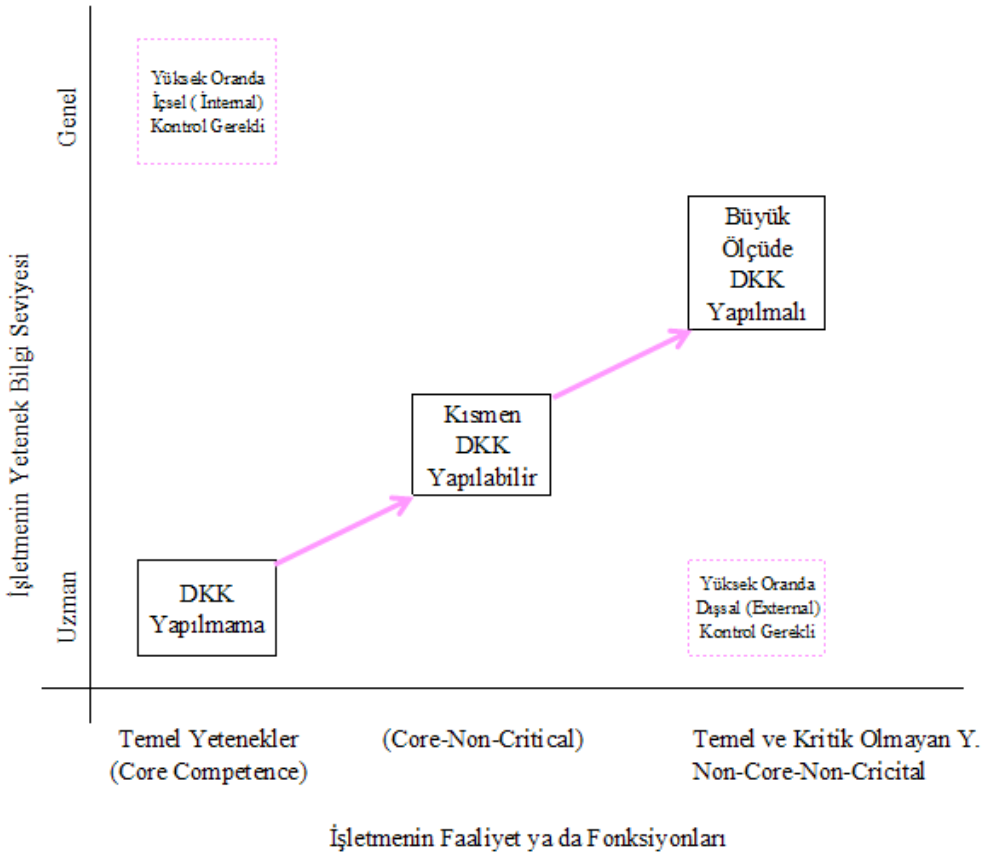 Genel
Yüksek Oranda
İçsel ( İnternal)
Kontrol Gerekli
Büyük
Ölçüde
DKK
Yapılmalı
İşletmenin Yetenek Bilgi Seviyesi
Kısmen
DKK
Yapılabilir
Uzman
DKK
Yapılmama
Yüksek Oranda
Dışsal (External)
Kontrol Gerekli
Temel Yetenekler
(Core Competence)
(Core-Non-Critical)
Temel ve Kritik Olmayan Y.
Non-Core-Non-Cricital
İşletmenin Faaliyet ya da Fonksiyonları